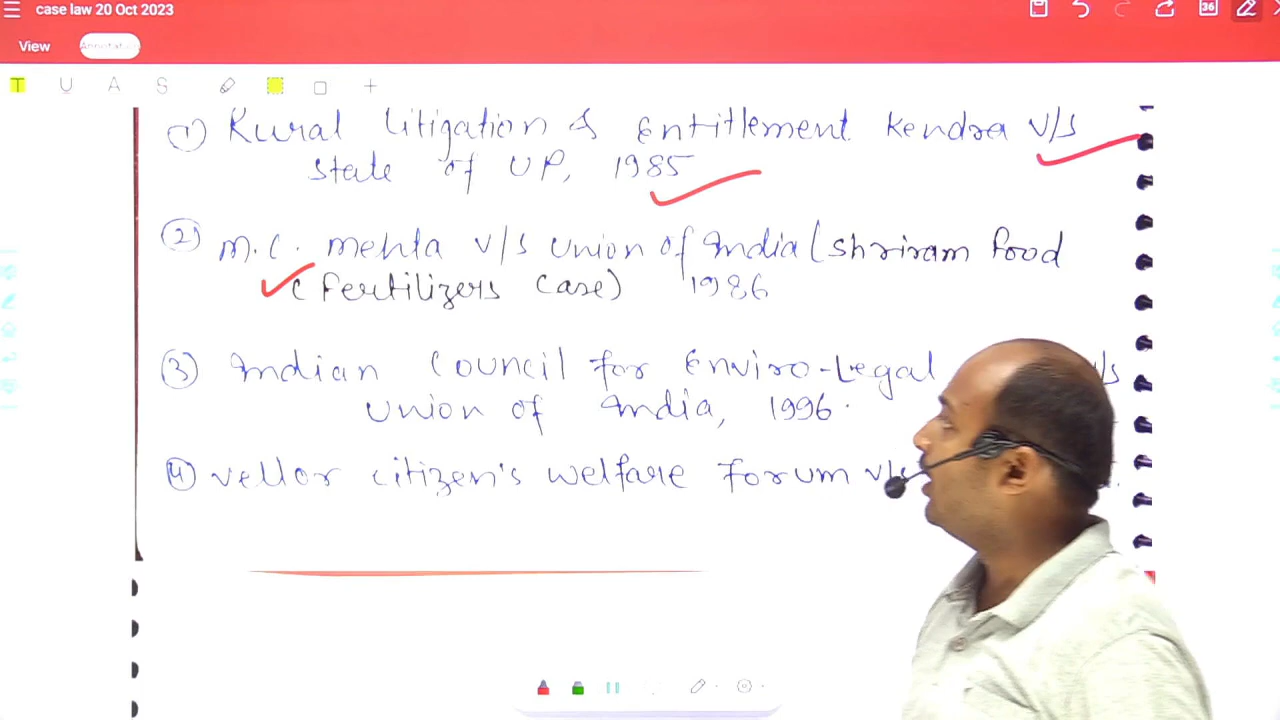 case law 20 Oct 2023
36
View Annotat
T U A S
① Rural Litigation & Entitlement Kendra v/s
State of UP, 1985
② M.C. Mehta v/s Union of India (Shriram Food
(Fertilizers Case) 1986
③ Indian Council for Enviro-Legal v/s
Union of India, 1996.
④ Vellor Citizen's Welfare Forum v/s